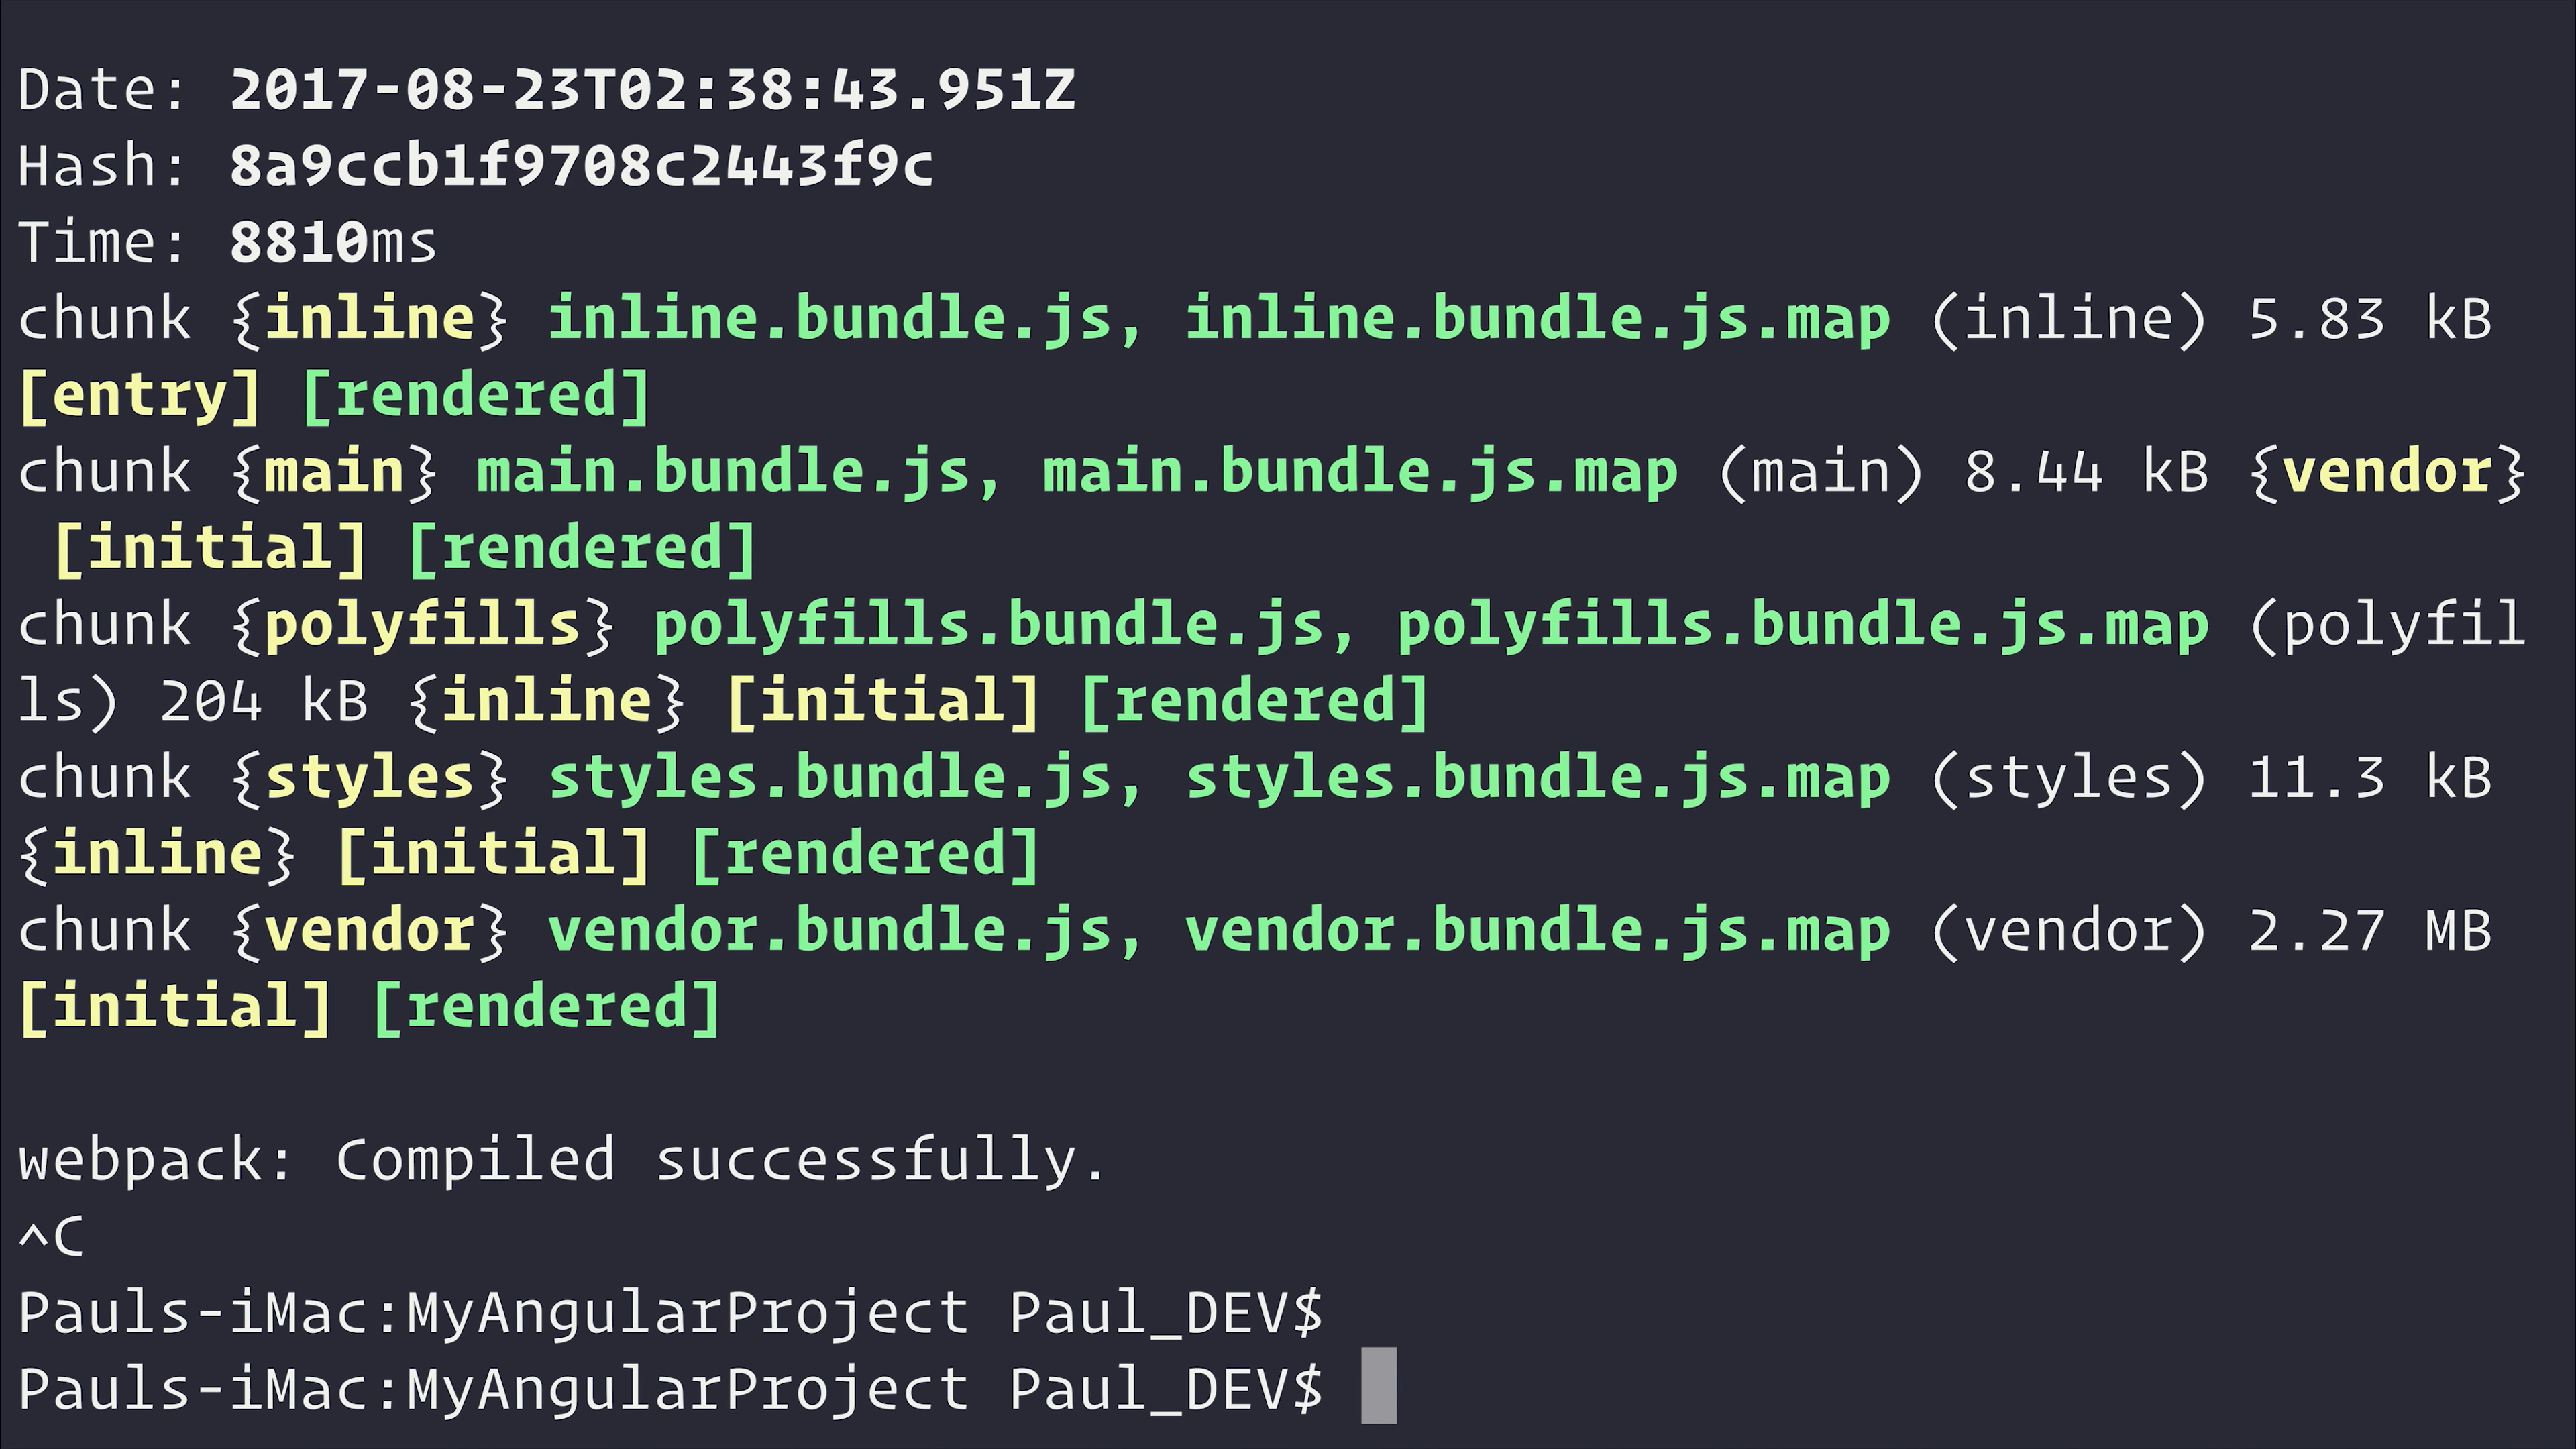 Date: 2017-08-23T02:38:43.951Z
Hash: 8a9ccb1f9708c2443f9c
Time: 8810ms
chunk {inline} inline.bundle.js, inline.bundle.js.map (inline) 5.83 kB
[entry] [rendered]
chunk {main} main.bundle.js, main.bundle.js.map (main) 8.44 kB {vendor}
 [initial] [rendered]
chunk {polyfills} polyfills.bundle.js, polyfills.bundle.js.map (polyfil
ls) 204 kB {inline} [initial] [rendered]
chunk {styles} styles.bundle.js, styles.bundle.js.map (styles) 11.3 kB
{inline} [initial] [rendered]
chunk {vendor} vendor.bundle.js, vendor.bundle.js.map (vendor) 2.27 MB
[initial] [rendered]
webpack: Compiled successfully.
^C
Pauls-iMac:MyAngularProject Paul_DEV$
Pauls-iMac:MyAngularProject Paul_DEV$